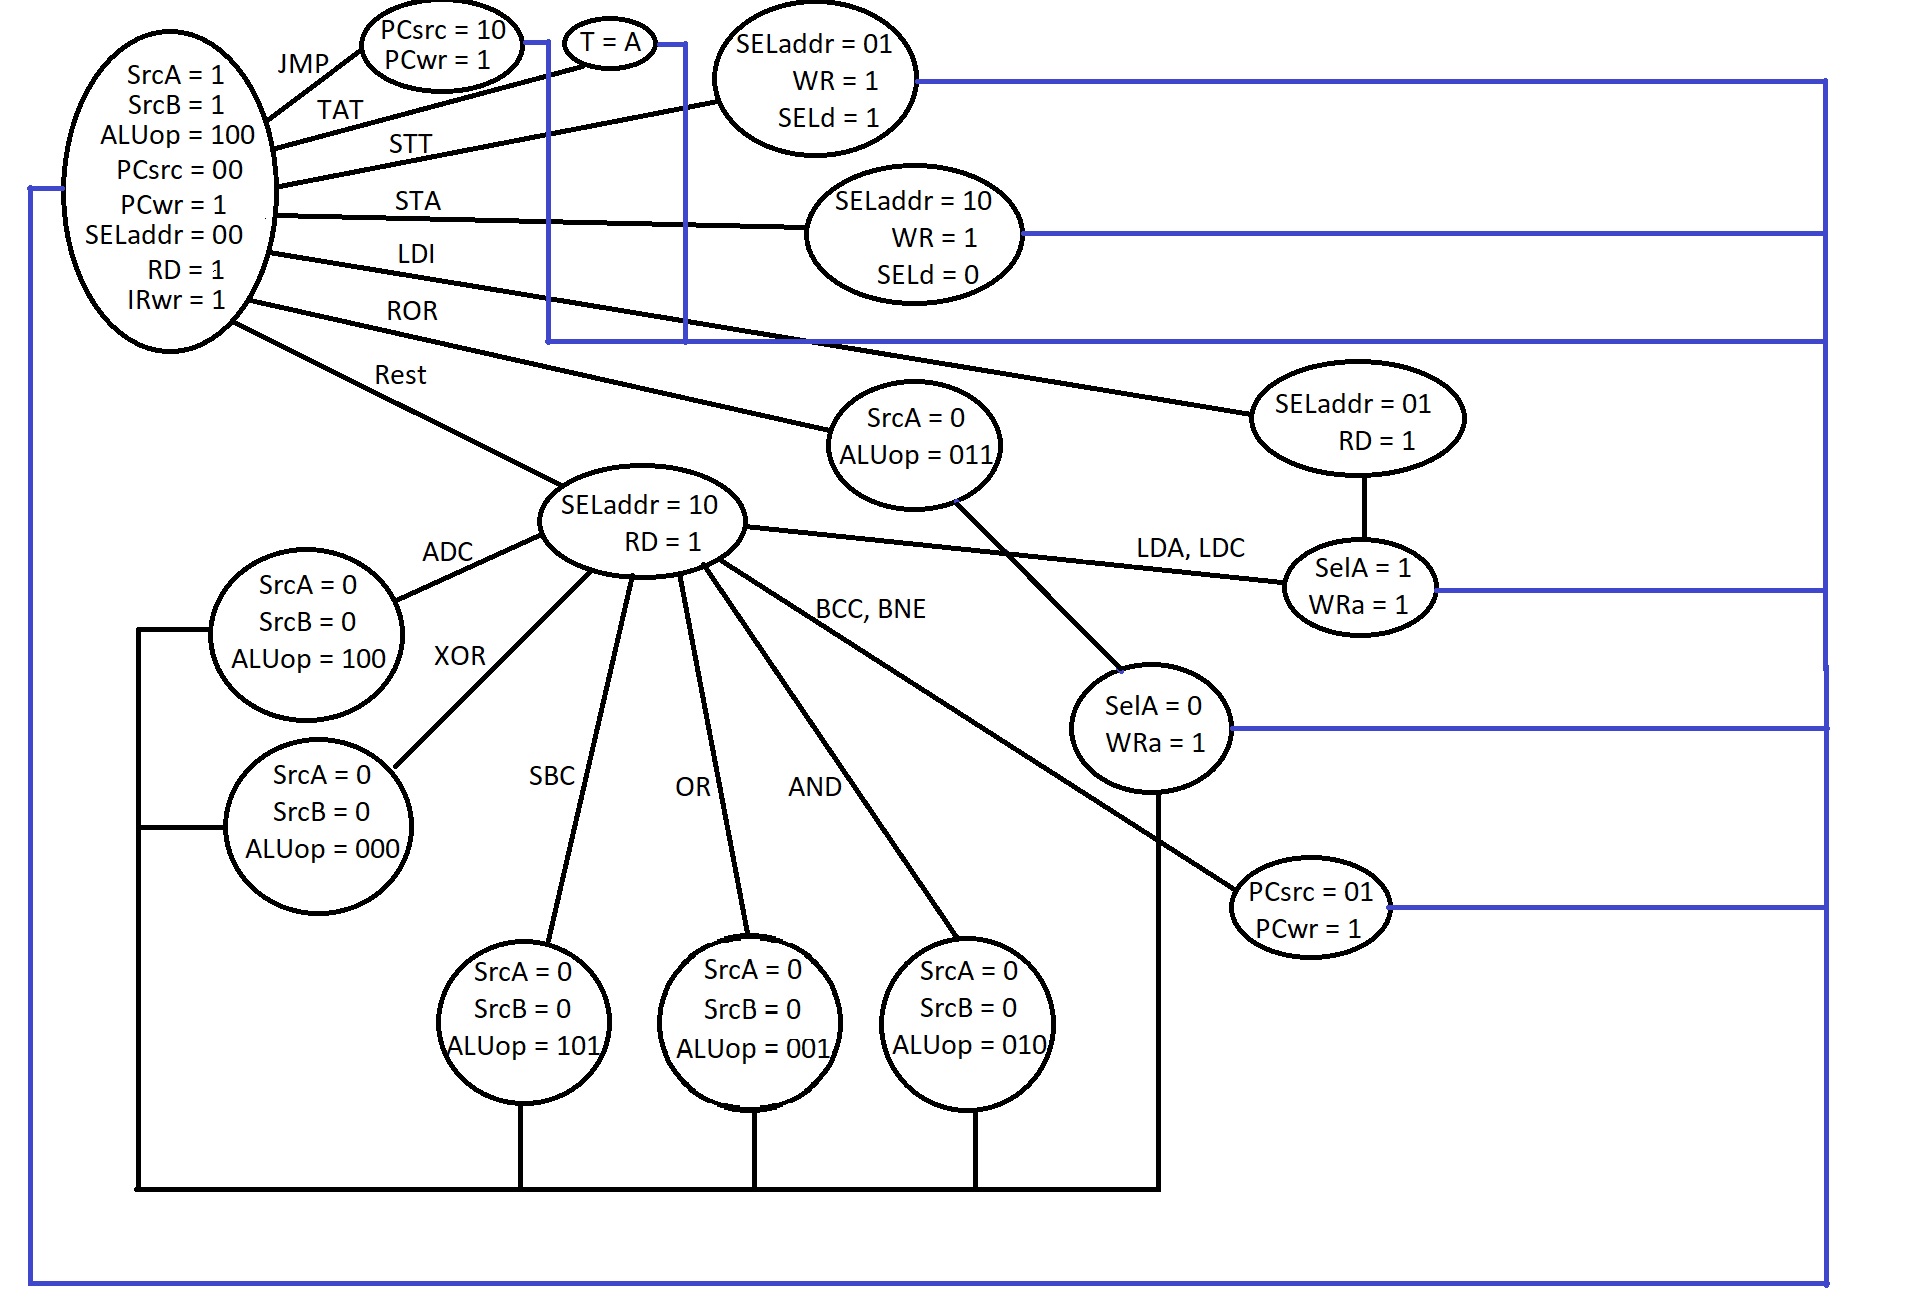 SrcA = 1
SrcB = 1
ALUop = 100
PCsrc = 00
PCwr = 1
SELaddr = 00
RD = 1
IRwr = 1
JMP
PCsrc = 10
PCwr = 1
TAT
T = A
STT
SELaddr = 01
WR = 1
SELd = 1
STA
SELaddr = 10
WR = 1
SELd = 0
LDI
SELaddr = 01
RD = 1
ROR
SrcA = 0
ALUop = 011
Rest
SELaddr = 10
RD = 1
LDA, LDC
SelA = 1
WRa = 1
ADC
SrcA = 0
SrcB = 0
ALUop = 100
XOR
SrcA = 0
SrcB = 0
ALUop = 000
BCC, BNE
SelA = 0
WRa = 1
SBC
OR
AND
PCsrc = 01
PCwr = 1
SrcA = 0
SrcB = 0
ALUop = 101
SrcA = 0
SrcB = 0
ALUop = 001
SrcA = 0
SrcB = 0
ALUop = 010